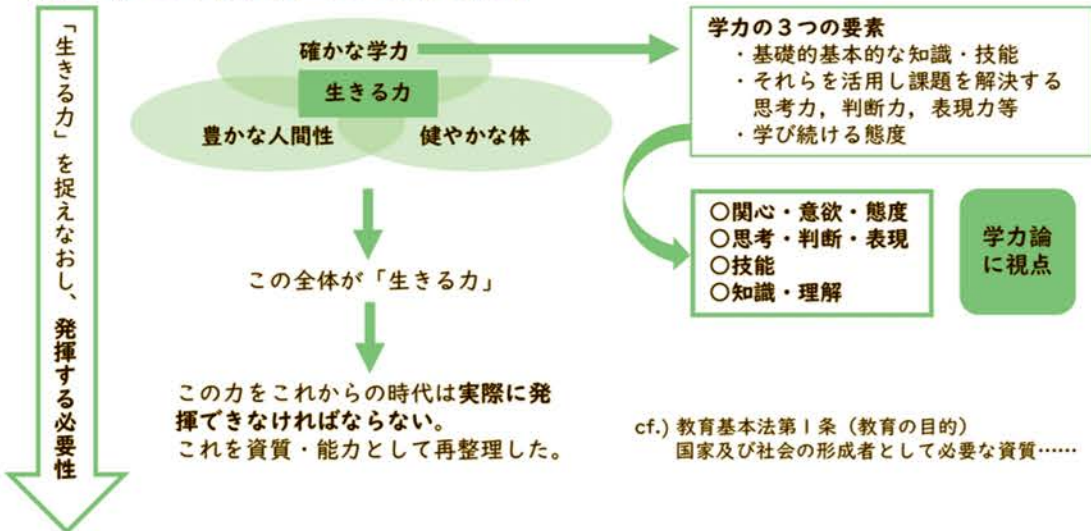 「生きる力」を捉えなおし、発揮する必要性
確かな学力
生きる力
豊かな人間性
健やかな体
この全体が「生きる力」
この力をこれからの時代は実際に発
揮できなければならない。
これを資質・能力として再整理した。
学力の3つの要素
・基礎的基本的な知識・技能
・それらを活用し課題を解決する
思考力，判断力，表現力等
・学び続ける態度
〇関心・意欲・態度
〇思考・判断・表現
〇技能
〇知識・理解
学力論
に視点
cf.) 教育基本法第1条（教育の目的）
国家及び社会の形成者として必要な資質……